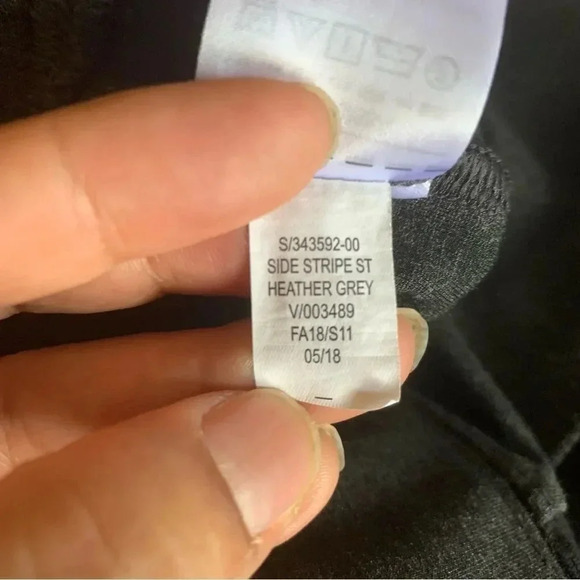 S/343592-00
SIDE STRIPE ST
HEATHER GREY
V/003489
FA18/S11
05/18